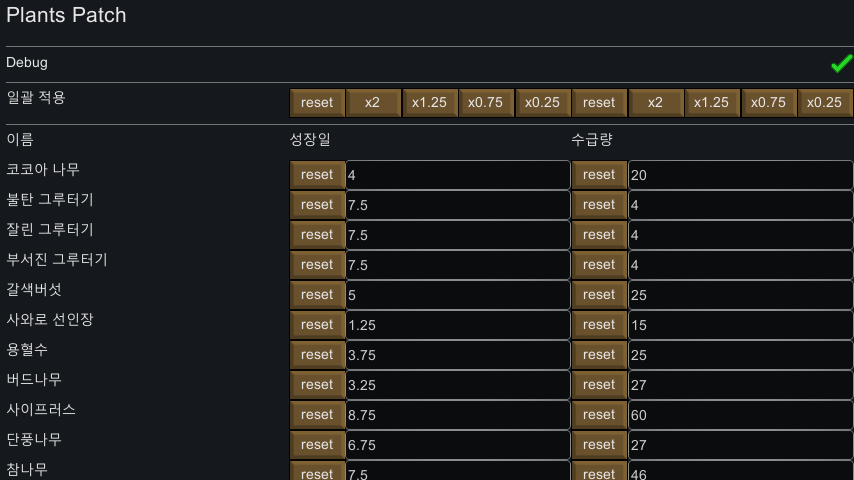 Plants Patch
Debug
일괄 적용 reset x2 x1.25 x0.75 x0.25 reset x2 x1.25 x0.75 x0.25
이름 성장일 수급량
코코아 나무 reset 4 reset 20
불탄 그루터기 reset 7.5 reset 4
잘린 그루터기 reset 7.5 reset 4
부서진 그루터기 reset 7.5 reset 4
갈색버섯 reset 5 reset 25
사와로 선인장 reset 1.25 reset 15
용혈수 reset 3.75 reset 25
버드나무 reset 3.25 reset 27
사이프러스 reset 8.75 reset 60
단풍나무 reset 6.75 reset 27
참나무 reset 7.5 reset 46